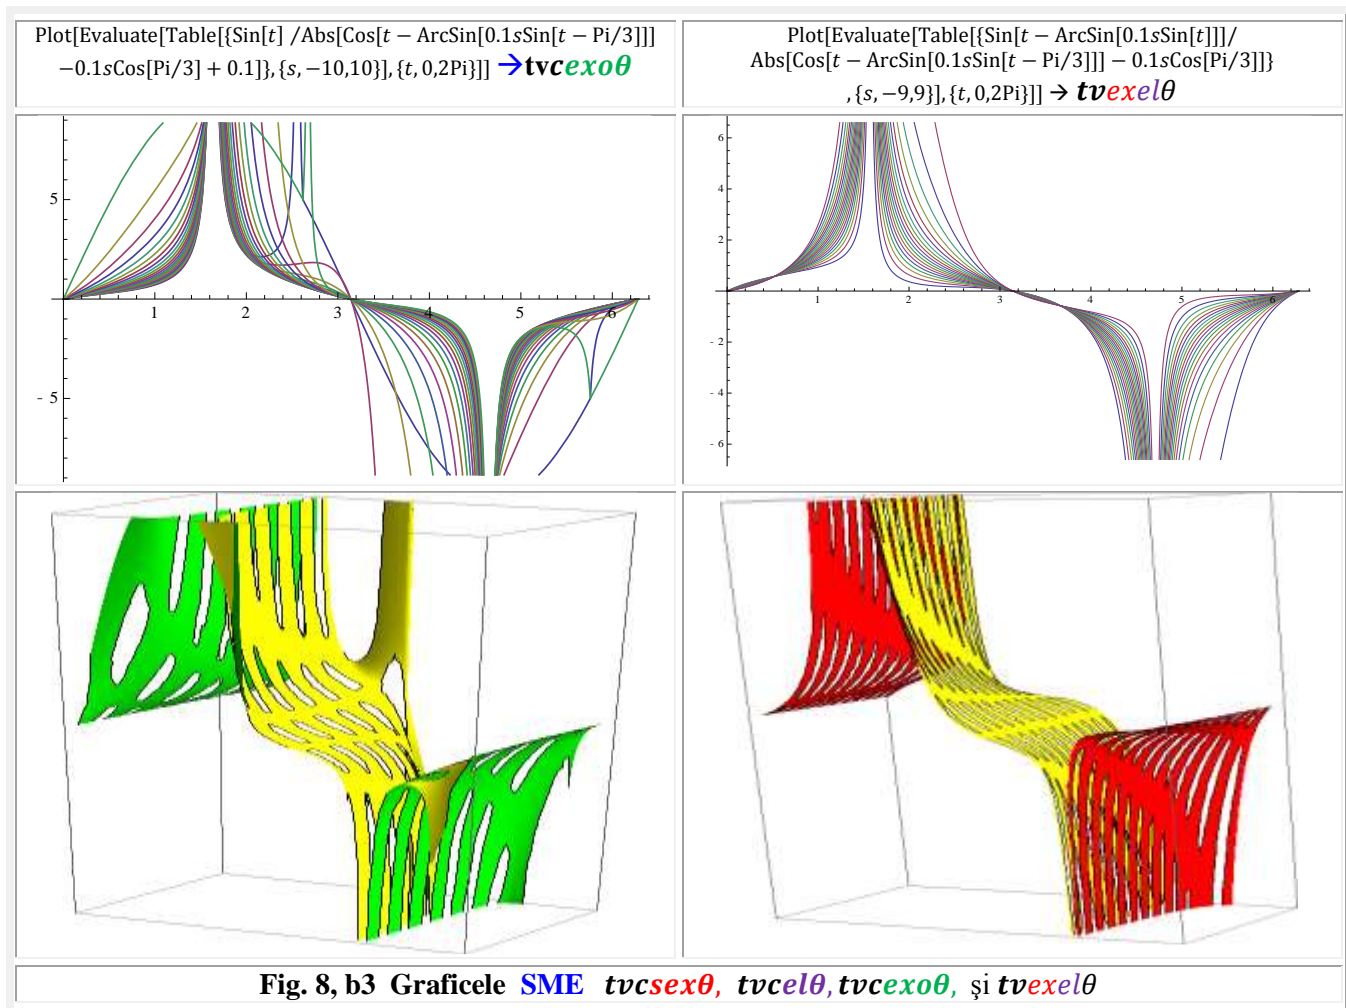 Plot[Evaluate[Table[{Sin[t] /Abs[Cos[t − ArcSin[0.1sSin[t − Pi/3]]]
−0.1sCos[Pi/3] + 0.1]}, {s, −10,10}], {t, 0,2Pi}]] →tvcexoθ
Plot[Evaluate[Table[{Sin[t − ArcSin[0.1sSin[t]]]/
Abs[Cos[t − ArcSin[0.1sSin[t − Pi/3]]] − 0.1sCos[Pi/3]]}
, {s, −9,9}], {t, 0,2Pi}]] → tvexelθ
5
- 5
1 2 3 4 5 6
6
4
2
- 2
- 4
- 6
1 2 3 4 5 6
Fig. 8, b3 Graficele SME tvcsexθ, tvcelθ, tvcexoθ, şi tvexelθ